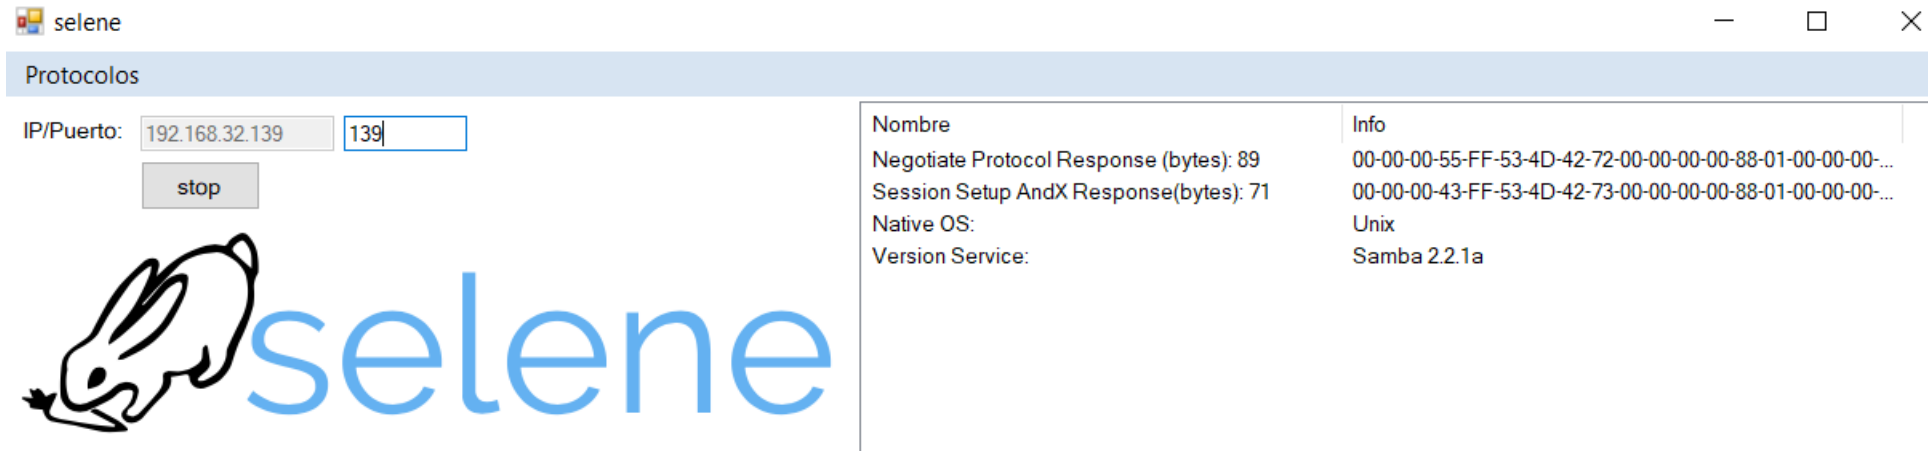 selene
Protocolos
IP/Puerto: 192.168.32.139 139
stop
selene
Nombre Info
Negotiate Protocol Response (bytes): 89 00-00-00-55-FF-53-4D-42-72-00-00-00-00-88-01-00-00-00-...
Session Setup AndX Response(bytes): 71 00-00-00-43-FF-53-4D-42-73-00-00-00-00-88-01-00-00-00-...
Native OS: Unix
Version Service: Samba 2.2.1a